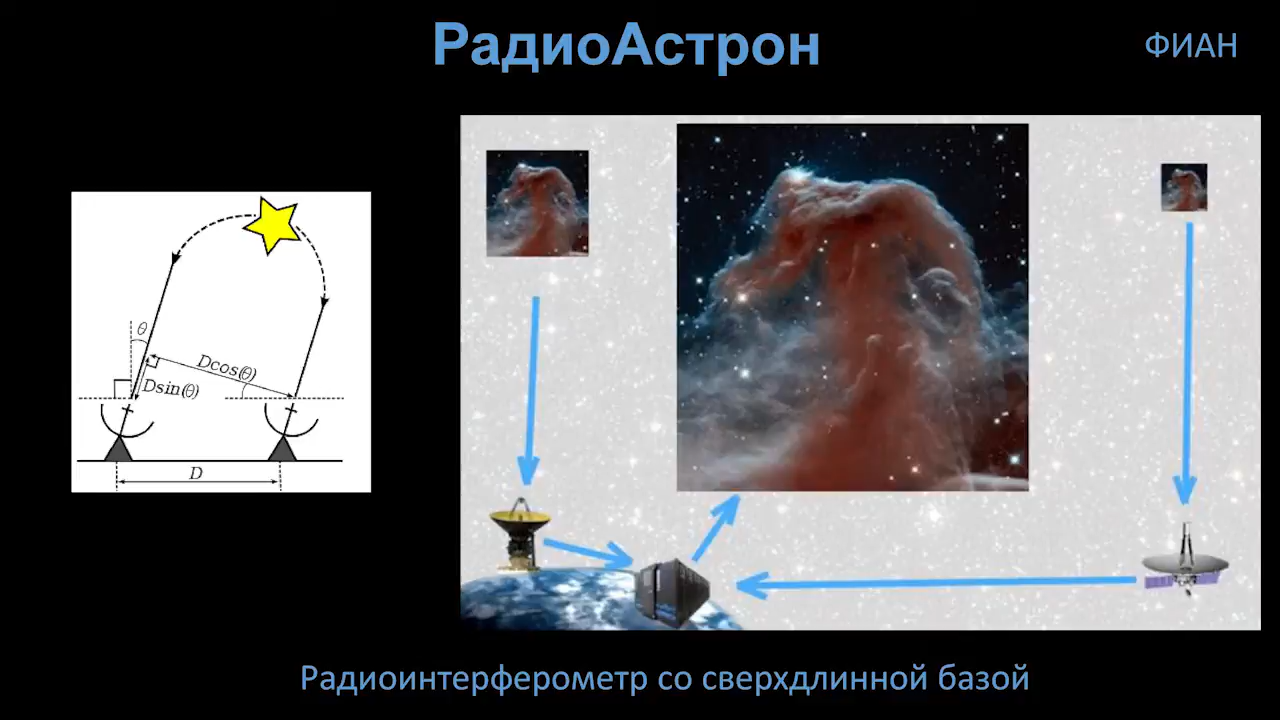 РадиоАстрон
ФИАН
θ
Dcos(θ)
Dsin(θ)
D
Радиоинтерферометр со сверхдлинной базой